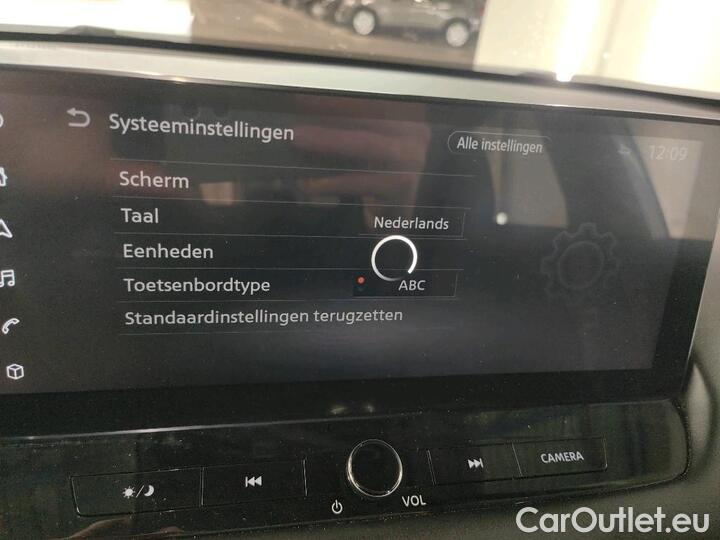 Systeeminstellingen
Alle instellingen
12:09
Scherm
Taal
Nederlands
Eenheden
Toetsenbordtype
ABC
Standaardinstellingen terugzetten
VOL
CAMERA
CarOutlet.eu